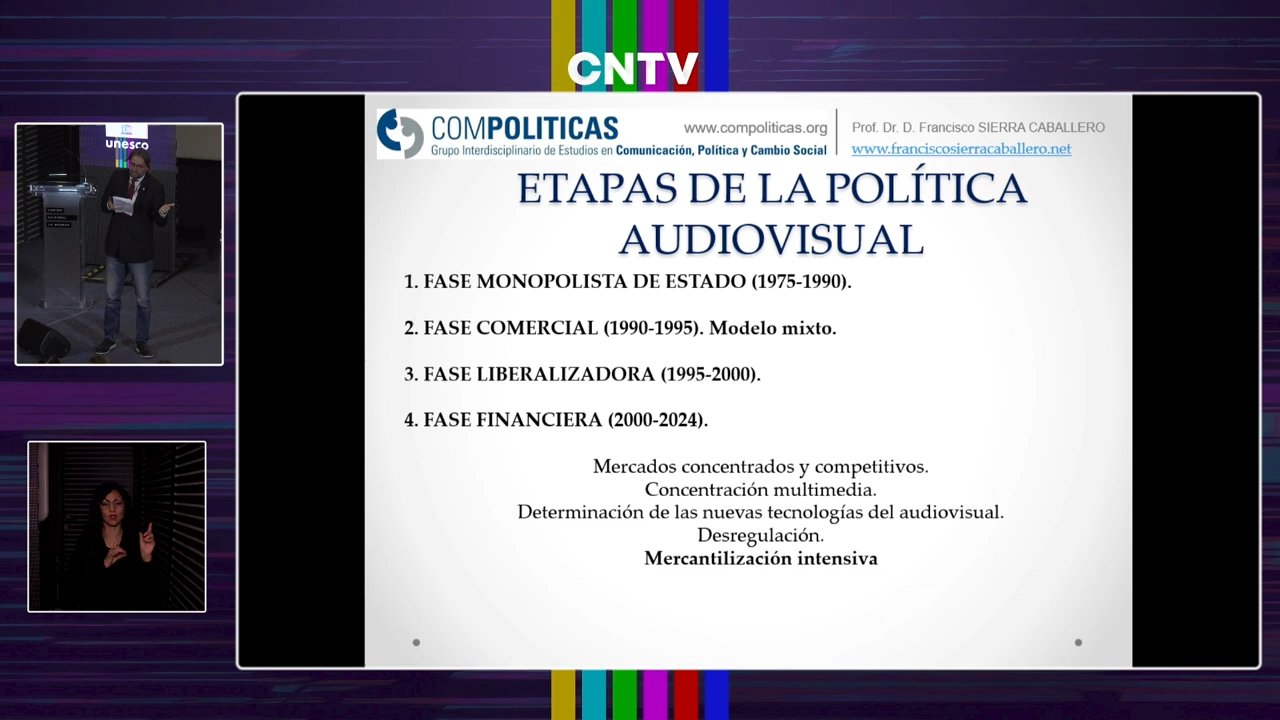 CNTV
unesco
COMPOLITICAS
Grupo Interdisciplinario de Estudios en Comunicación, Política y Cambio Social
www.compoliticas.org
Prof. Dr. D. Francisco SIERRA CABALLERO
www.franciscosierracaballero.net
ETAPAS DE LA POLÍTICA
AUDIOVISUAL
1. FASE MONOPOLISTA DE ESTADO (1975-1990).
2. FASE COMERCIAL (1990-1995). Modelo mixto.
3. FASE LIBERALIZADORA (1995-2000).
4. FASE FINANCIERA (2000-2024).
Mercados concentrados y competitivos.
Concentración multimedia.
Determinación de las nuevas tecnologías del audiovisual.
Desregulación.
Mercantilización intensiva